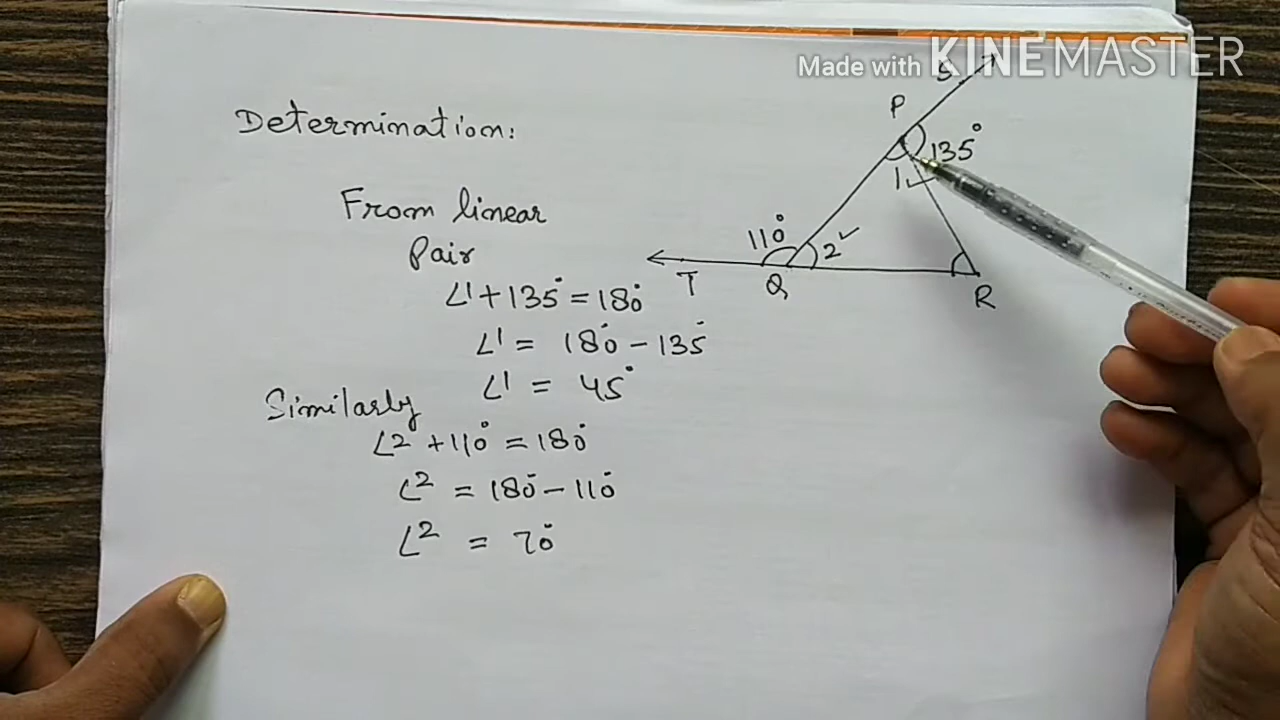 Made with KINEMASTER
Determination:
From linear
Pair
∠1 + 135° = 180°
∠1 = 180° - 135°
∠1 = 45°
Similarly
∠2 + 110° = 180°
∠2 = 180° - 110°
∠2 = 70°
S
P
135°
1
110°
2
T
Q
R